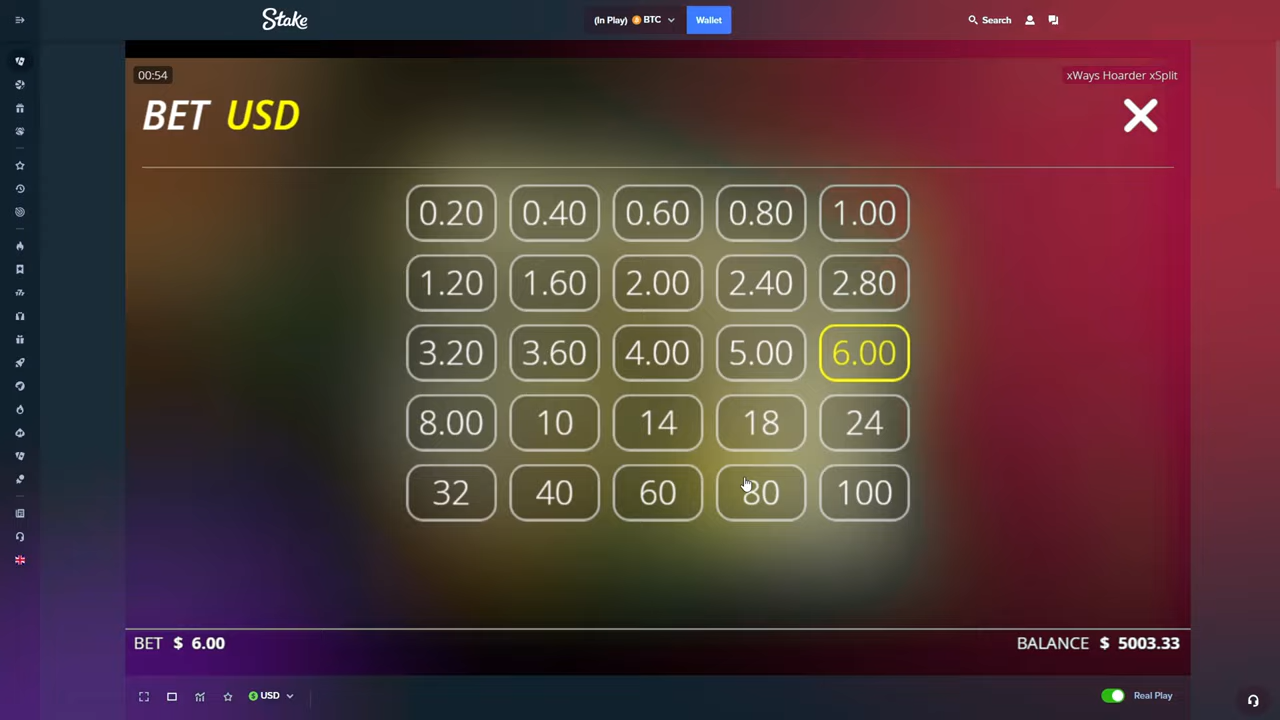 Stake
(In Play) BTC
Wallet
Search
00:54
xWays Hoarder xSplit
BET USD
0.20 0.40 0.60 0.80 1.00
1.20 1.60 2.00 2.40 2.80
3.20 3.60 4.00 5.00 6.00
8.00 10 14 18 24
32 40 60 80 100
BET $ 6.00
BALANCE $ 5003.33
USD
Real Play